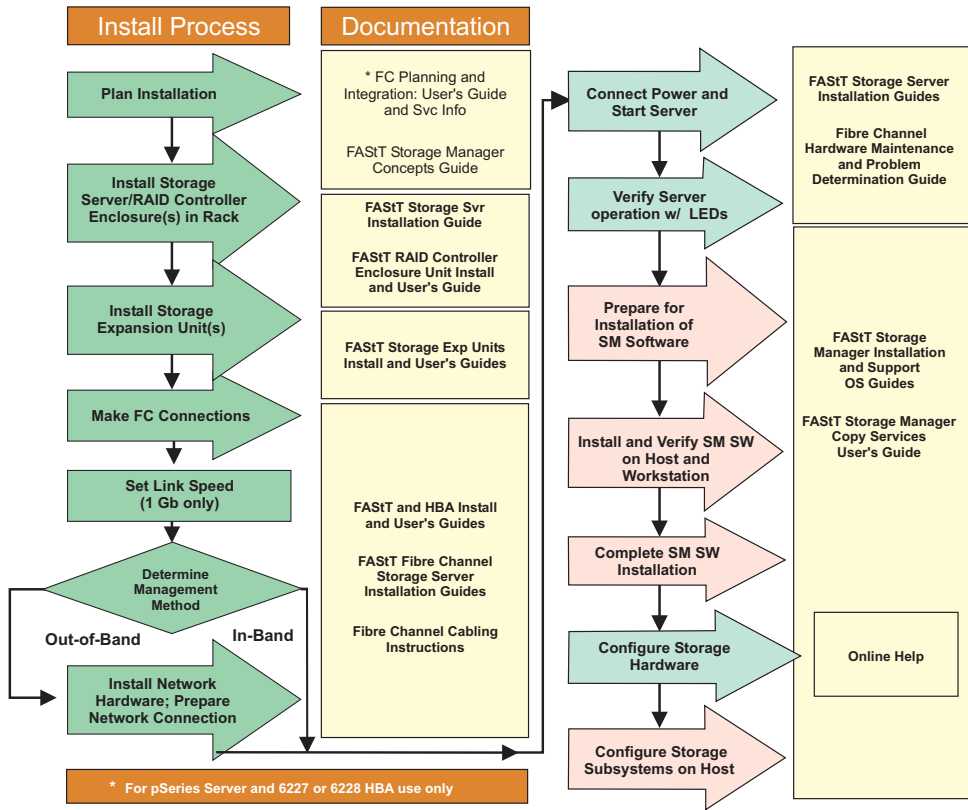 Install Process
Documentation
Plan Installation
Install Storage
Server/RAID Controller
Enclosure(s) in Rack
Install Storage
Expansion Unit(s)
Make FC Connections
Set Link Speed
(1 Gb only)
Determine
Management
Method
Out-of-Band
In-Band
Install Network
Hardware; Prepare
Network Connection
* FC Planning and
Integration: User's Guide
and Svc Info
FAStT Storage Manager
Concepts Guide
FAStT Storage Svr
Installation Guide
FAStT RAID Controller
Enclosure Unit Install
and User's Guide
FAStT Storage Exp Units
Install and User's Guides
FAStT and HBA Install
and User's Guides
FAStT Fibre Channel
Storage Server
Installation Guides
Fibre Channel Cabling
Instructions
* For pSeries Server and 6227 or 6228 HBA use only
Connect Power and
Start Server
Verify Server
operation w/ LEDs
Prepare for
Installation of
SM Software
Install and Verify SM SW
on Host and
Workstation
Complete SM SW
Installation
Configure Storage
Hardware
Configure Storage
Subsystems on Host
FAStT Storage Server
Installation Guides
Fibre Channel
Hardware Maintenance
and Problem
Determination Guide
FAStT Storage
Manager Installation
and Support
OS Guides
FAStT Storage Manager
Copy Services
User's Guide
Online Help